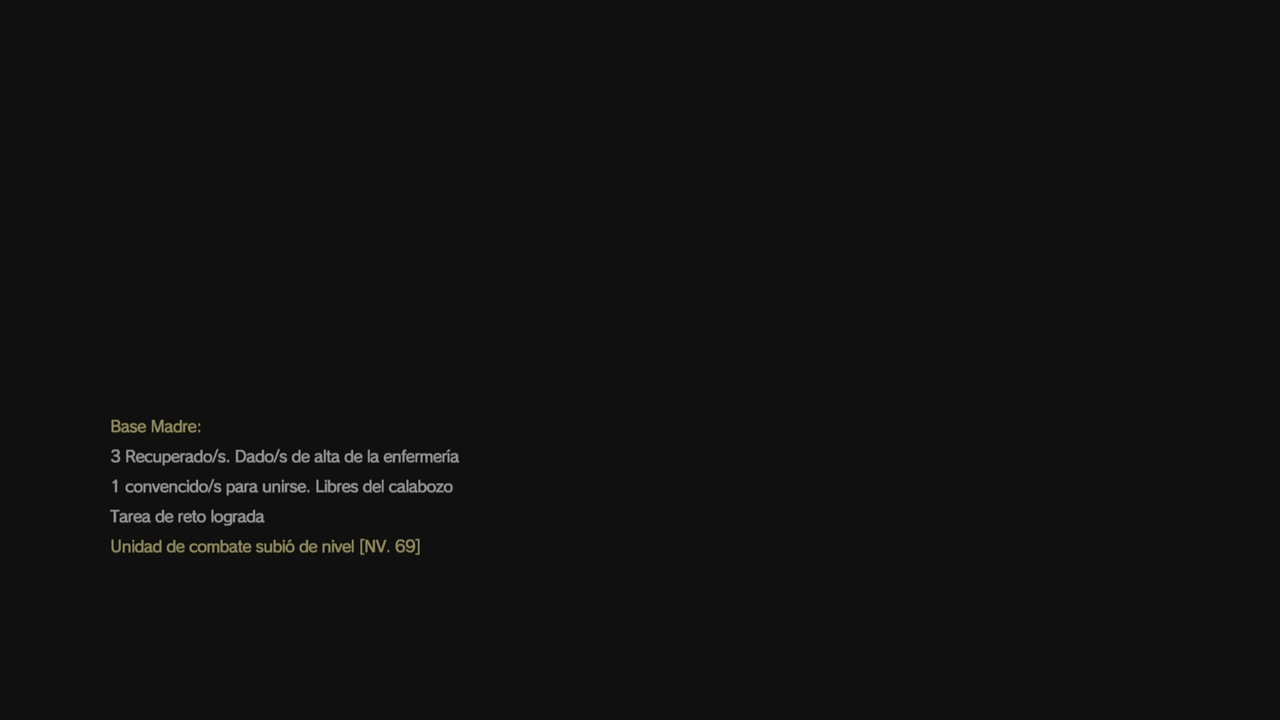 Base Madre:
3 Recuperado/s. Dado/s de alta de la enfermería
1 convencido/s para unirse. Libres del calabozo
Tarea de reto lograda
Unidad de combate subió de nivel [NV. 69]